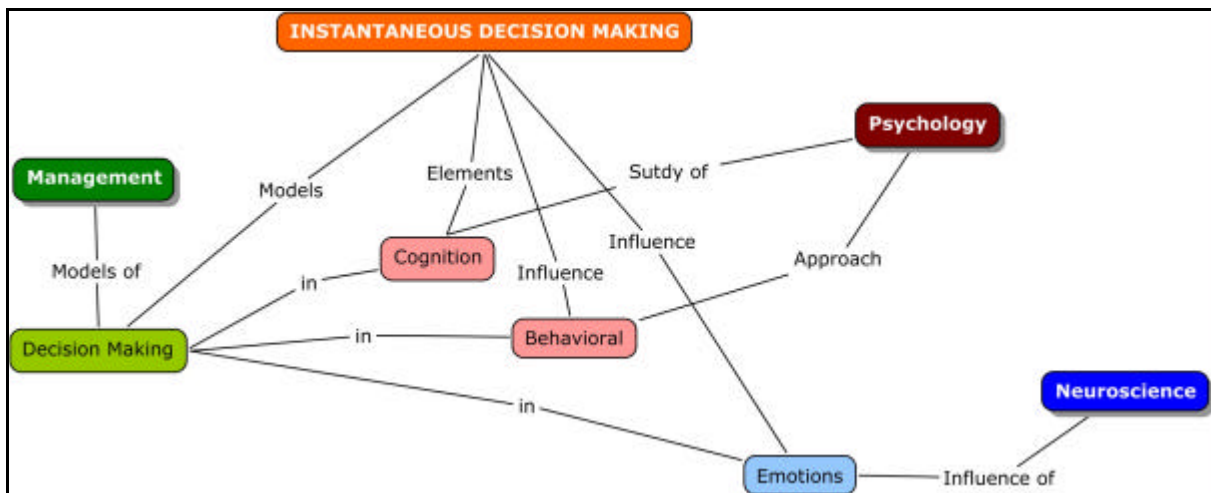 INSTANTANEOUS DECISION MAKING
Psychology
Management
Sutdy of
Elements
Models
Influence
Cognition
Approach
Models of
Influence
in
Behavioral
in
Decision Making
Neuroscience
in
Emotions
Influence of